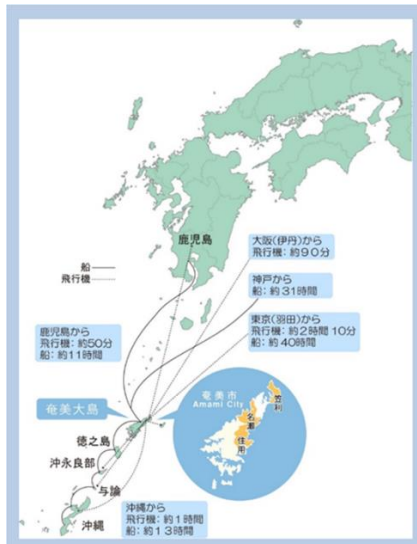 鹿児島
大阪(伊丹)から
飛行機:約90分
船
飛行機
神戸から
船:約31時間
東京(羽田)から
飛行機:約2時間10分
船:約40時間
鹿児島から
飛行機:約50分
船:約11時間
奄美大島
奄美市
Amami City
笠利
名瀬
住用
徳之島
沖永良部
与論
沖縄
沖縄から
飛行機:約1時間
船:約13時間